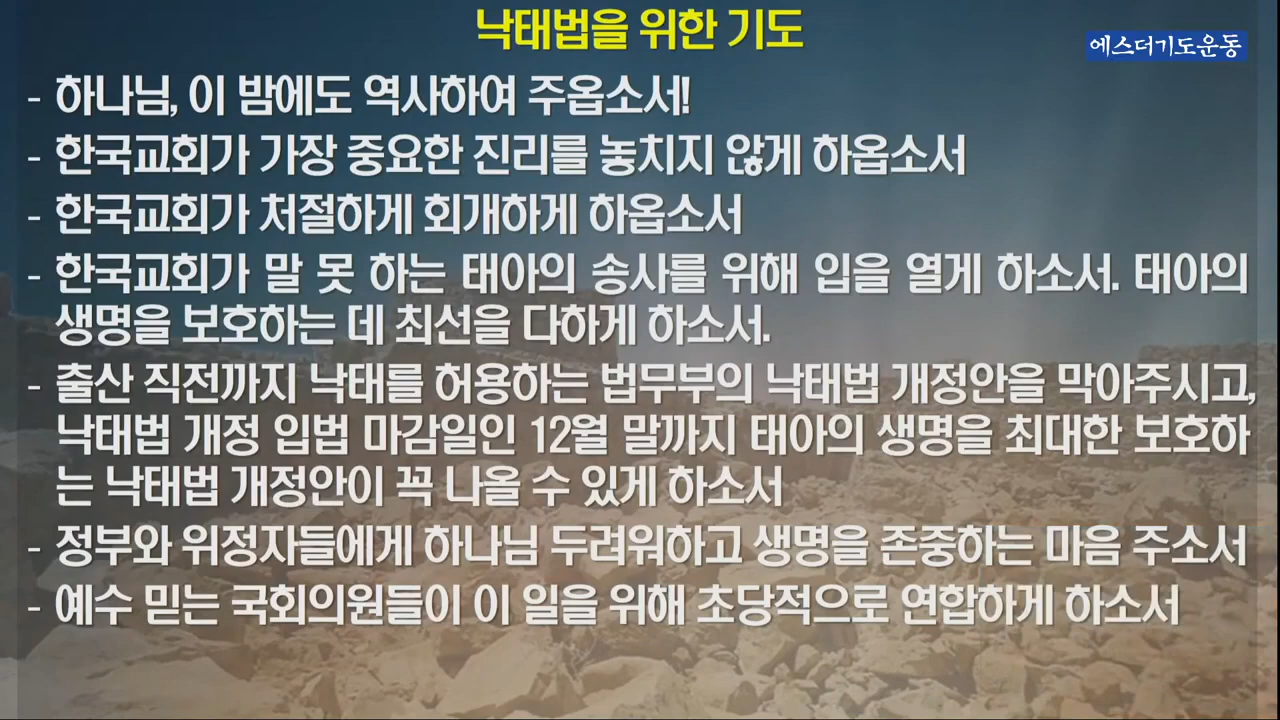 낙태법을 위한 기도
에스더기도운동
- 하나님, 이 밤에도 역사하여 주옵소서!
- 한국교회가 가장 중요한 진리를 놓치지 않게 하옵소서
- 한국교회가 처절하게 회개하게 하옵소서
- 한국교회가 말 못 하는 태아의 송사를 위해 입을 열게 하소서. 태아의
생명을 보호하는 데 최선을 다하게 하소서.
- 출산 직전까지 낙태를 허용하는 법무부의 낙태법 개정안을 막아주시고,
낙태법 개정 입법 마감일인 12월 말까지 태아의 생명을 최대한 보호하
는 낙태법 개정안이 꼭 나올 수 있게 하소서
- 정부와 위정자들에게 하나님 두려워하고 생명을 존중하는 마음 주소서
- 예수 믿는 국회의원들이 이 일을 위해 초당적으로 연합하게 하소서